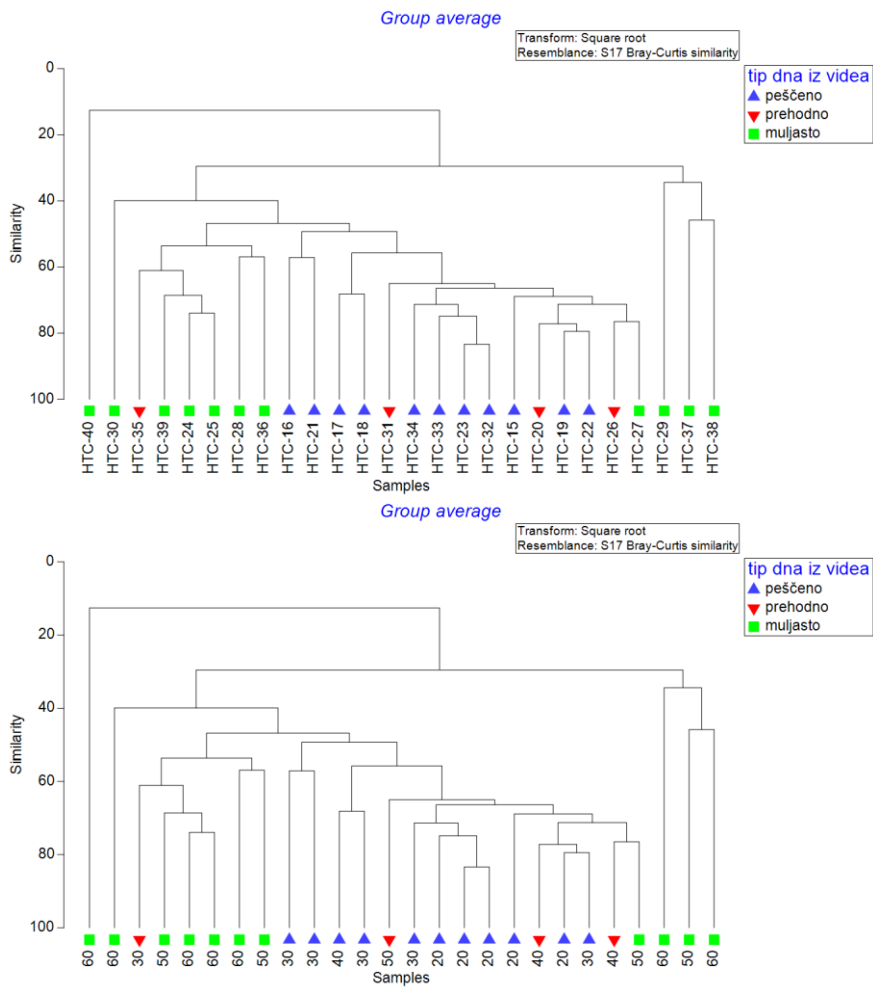 Group average
Transform: Square root
Resemblance: S17 Bray-Curtis similarity
tip dna iz videa
peščeno
prehodno
muljasto
0
20
40
60
80
100
Similarity
HTC-40
HTC-30
HTC-35
HTC-39
HTC-24
HTC-25
HTC-28
HTC-36
HTC-16
HTC-21
HTC-17
HTC-18
HTC-31
HTC-34
HTC-33
HTC-23
HTC-32
HTC-15
HTC-20
HTC-19
HTC-22
HTC-26
HTC-27
HTC-29
HTC-37
HTC-38
Samples
Group average
Transform: Square root
Resemblance: S17 Bray-Curtis similarity
tip dna iz videa
peščeno
prehodno
muljasto
0
20
40
60
80
100
Similarity
60
60
30
50
60
60
60
50
30
30
40
30
50
30
20
20
20
20
40
20
30
40
50
60
50
60
Samples